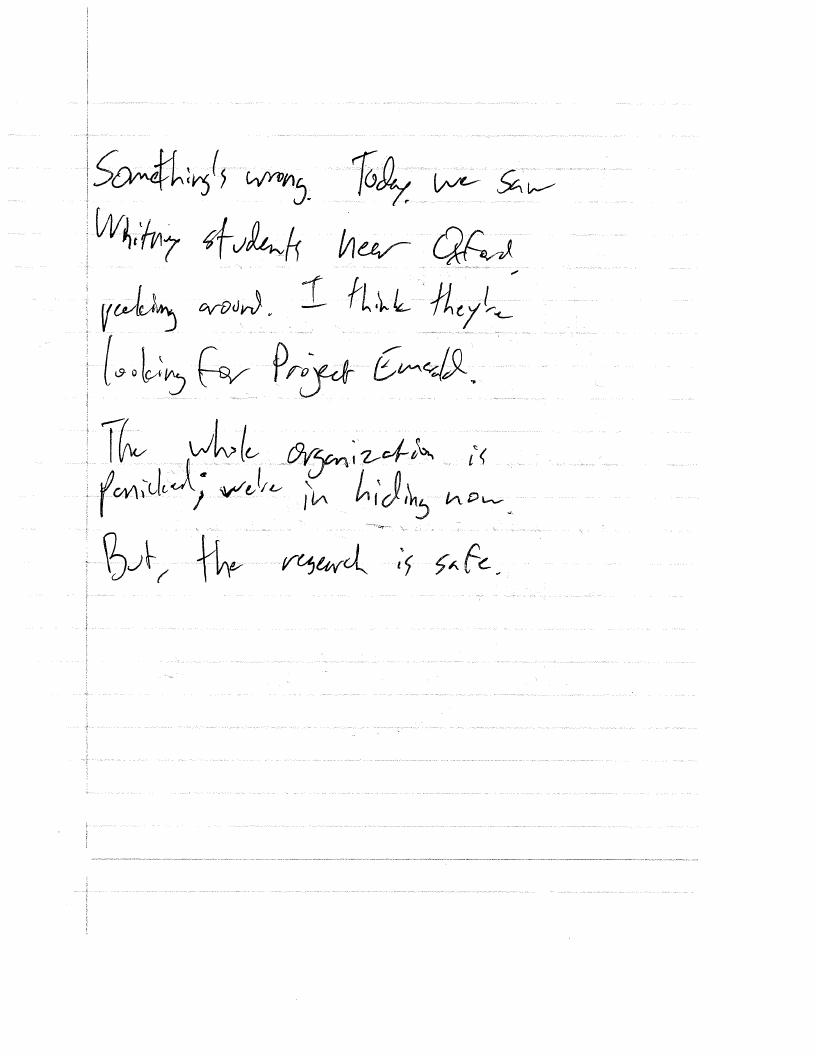 Something's wrong. Today, we saw
Whitney students near Oxford,
peeking around. I think they're
looking for Project Emerald.
The whole organization is
panicked; we're in hiding now.
But, the research is safe.